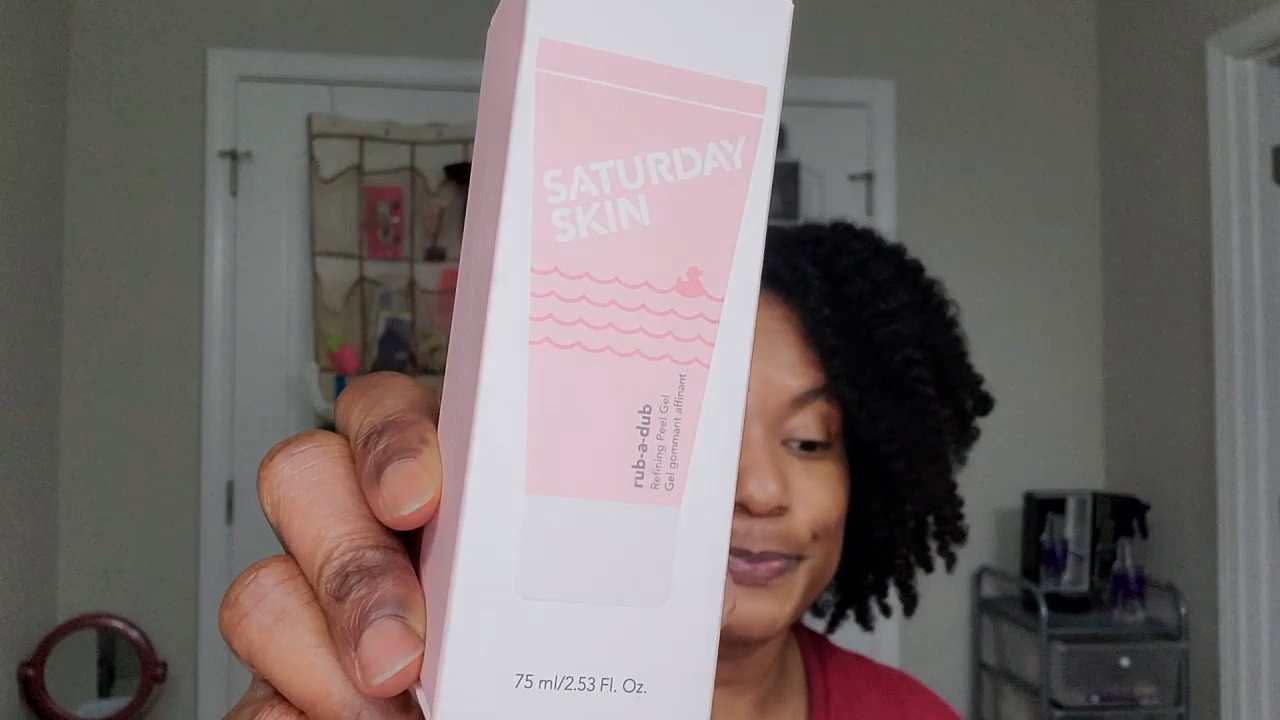 SATURDAY
SKIN
rub-a-dub
Refining Peel Gel
Gel gommant affinant
75 ml/2.53 Fl. Oz.